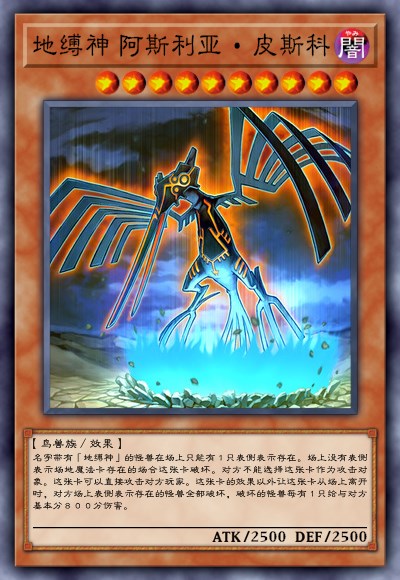 地缚神 阿斯利亚·皮斯科
闇
やみ
【鸟兽族/效果】
名字带有「地缚神」的怪兽在场上只能有1只表侧表示存在。场上没有表侧
表示场地魔法卡存在的场合这张卡破坏。对方不能选择这张卡作为攻击对
象。这张卡可以直接攻击对方玩家。这张卡的效果以外让这张卡从场上离开
时,对方场上表侧表示存在的怪兽全部破坏,破坏的怪兽每有1只给与对方
基本分800分伤害。
ATK/2500 DEF/2500